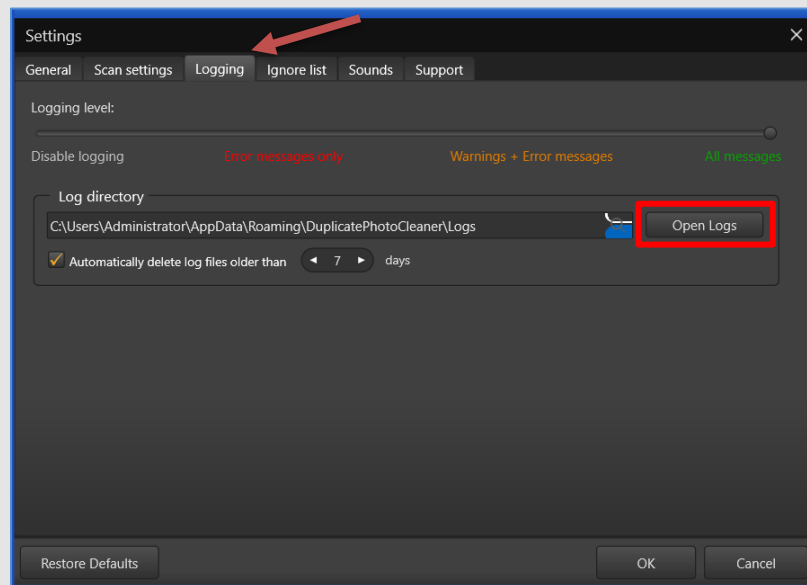 Settings
General Scan settings Logging Ignore list Sounds Support
Logging level:
Disable logging Error messages only Warnings + Error messages All messages
Log directory
C:\Users\Administrator\AppData\Roaming\DuplicatePhotoCleaner\Logs Open Logs
Automatically delete log files older than 7 days
Restore Defaults OK Cancel